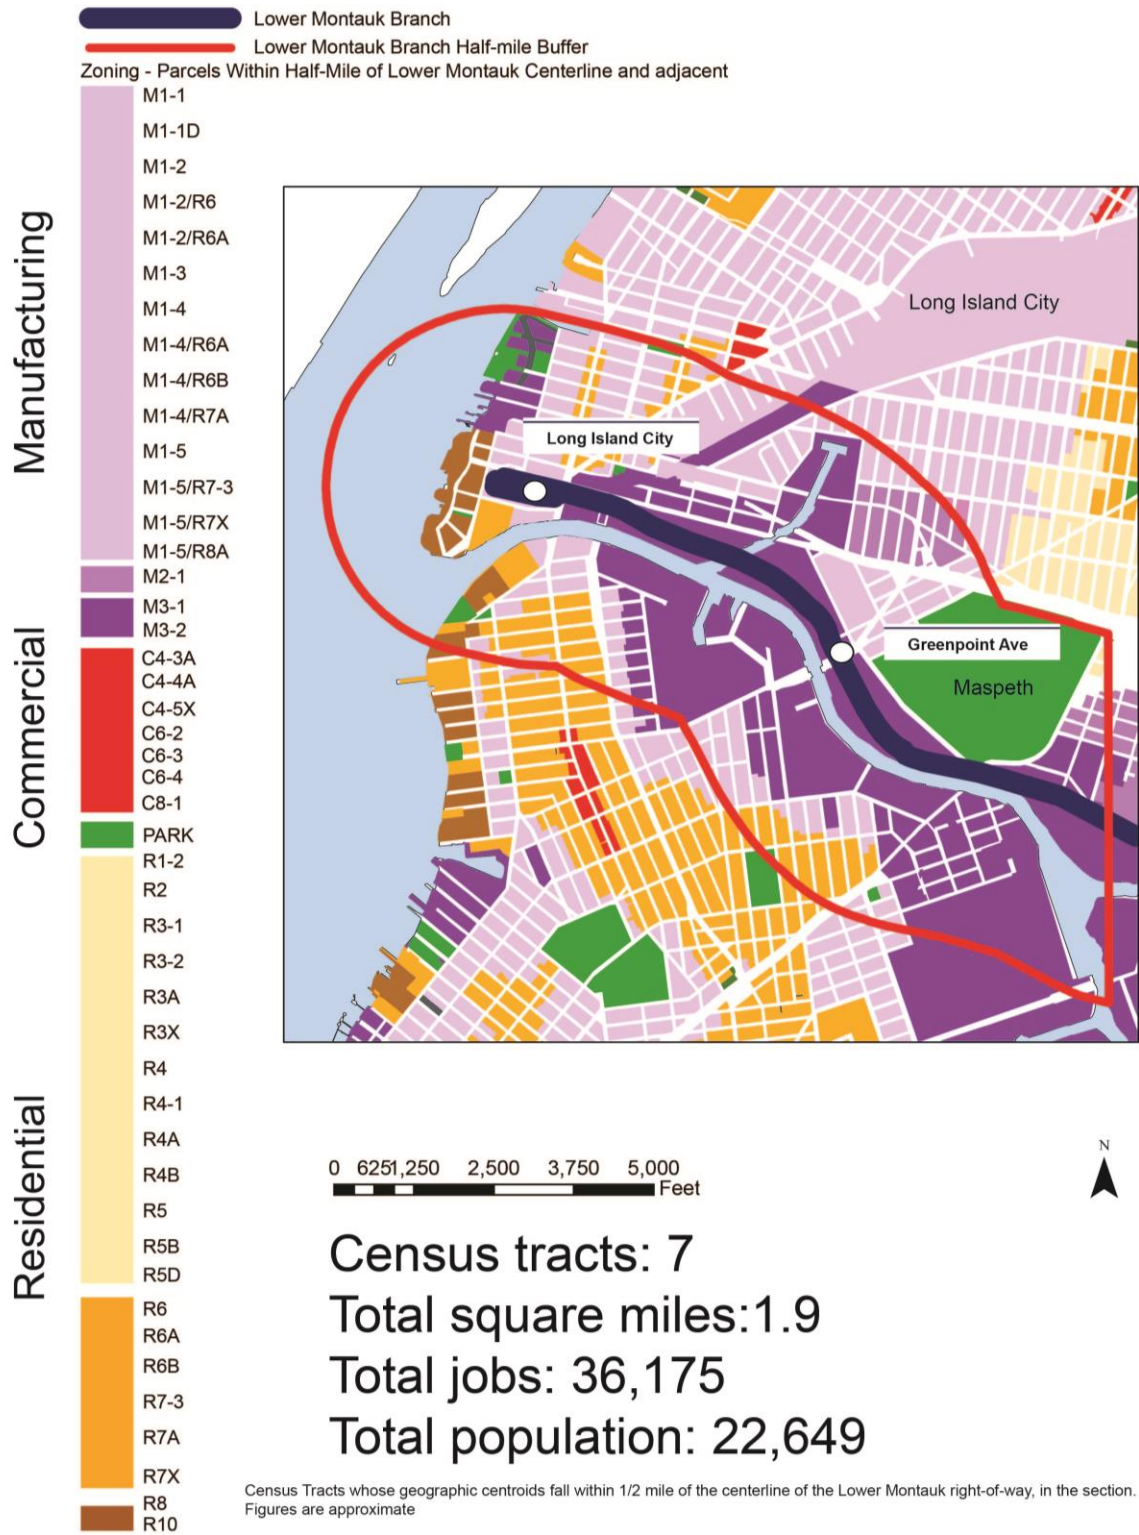 Lower Montauk Branch
Lower Montauk Branch Half-mile Buffer
Zoning - Parcels Within Half-Mile of Lower Montauk Centerline and adjacent
Manufacturing
M1-1
M1-1D
M1-2
M1-2/R6
M1-2/R6A
M1-3
M1-4
M1-4/R6A
M1-4/R6B
M1-4/R7A
M1-5
M1-5/R7-3
M1-5/R7X
M1-5/R8A
M2-1
M3-1
M3-2
Commercial
C4-3A
C4-4A
C4-5X
C6-2
C6-3
C6-4
C8-1
PARK
Residential
R1-2
R2
R3-1
R3-2
R3A
R3X
R4
R4-1
R4A
R4B
R5
R5B
R5D
R6
R6A
R6B
R7-3
R7A
R7X
R8
R10
Long Island City
Long Island City
Greenpoint Ave
Maspeth
0 625 1,250 2,500 3,750 5,000
Feet
N
Census tracts: 7
Total square miles:1.9
Total jobs: 36,175
Total population: 22,649
Census Tracts whose geographic centroids fall within 1/2 mile of the centerline of the Lower Montauk right-of-way, in the section.
Figures are approximate